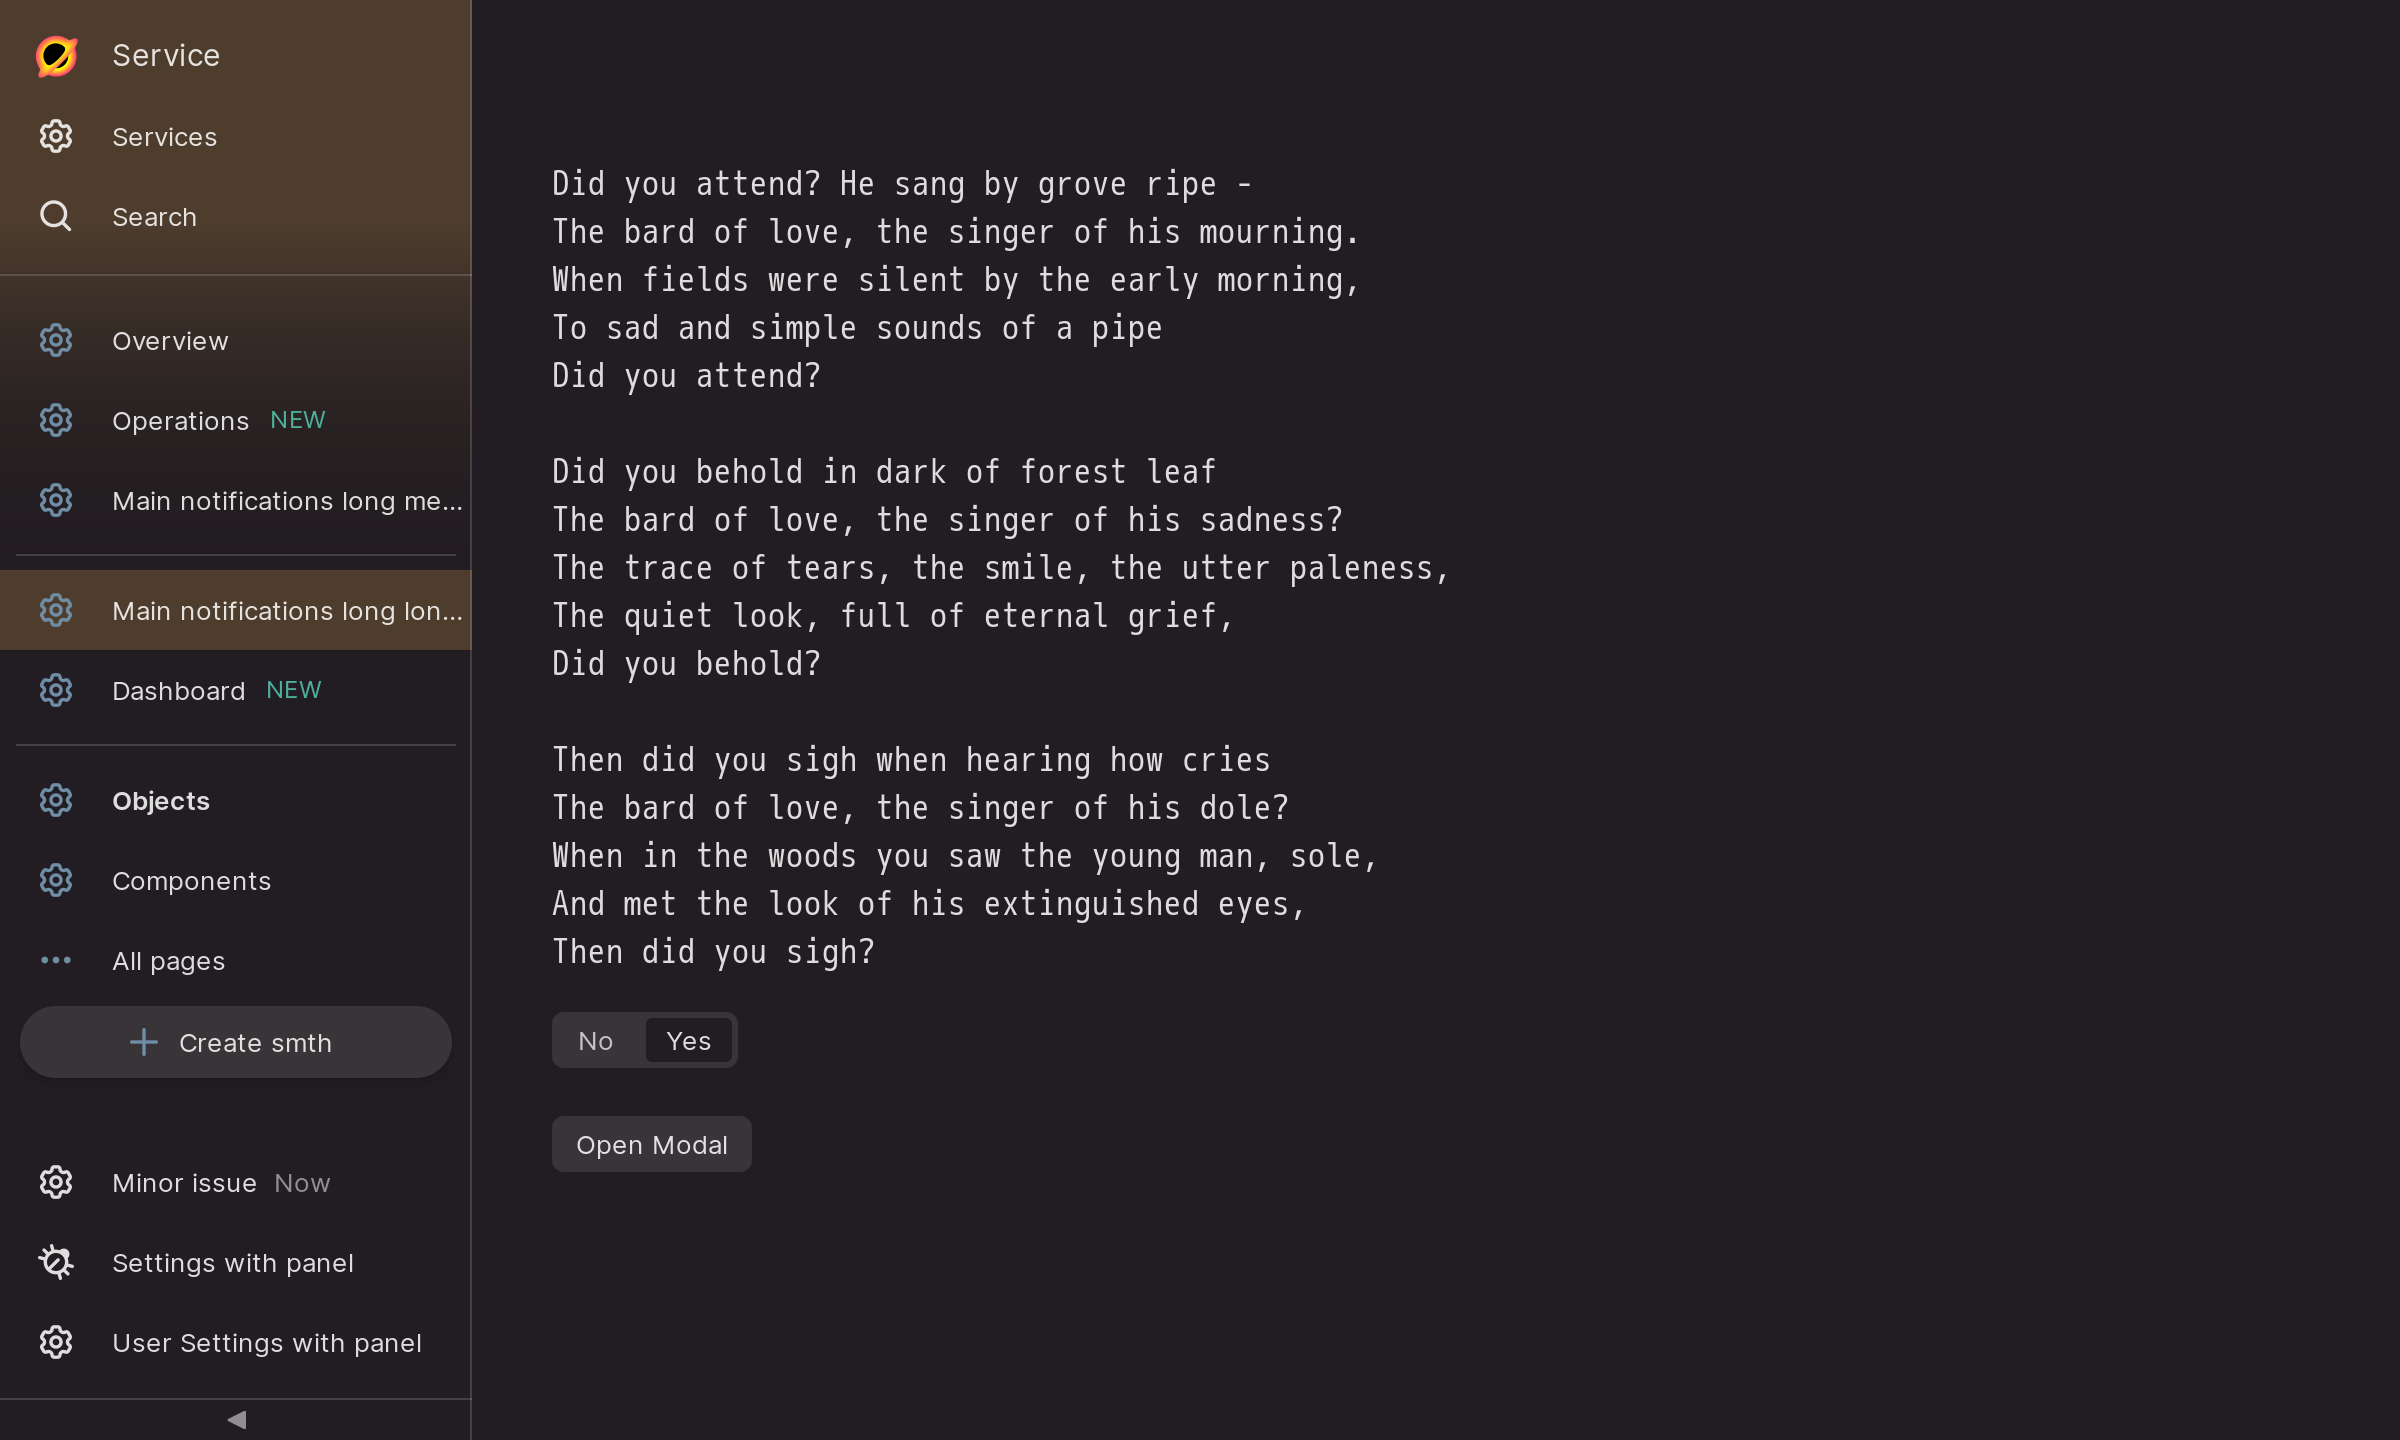 Service
Services
Search
Overview
Operations NEW
Main notifications long me...
Main notifications long lon...
Dashboard NEW
Objects
Components
All pages
Create smth
Minor issue Now
Settings with panel
User Settings with panel
Did you attend? He sang by grove ripe -
The bard of love, the singer of his mourning.
When fields were silent by the early morning,
To sad and simple sounds of a pipe
Did you attend?
Did you behold in dark of forest leaf
The bard of love, the singer of his sadness?
The trace of tears, the smile, the utter paleness,
The quiet look, full of eternal grief,
Did you behold?
Then did you sigh when hearing how cries
The bard of love, the singer of his dole?
When in the woods you saw the young man, sole,
And met the look of his extinguished eyes,
Then did you sigh?
No Yes
Open Modal